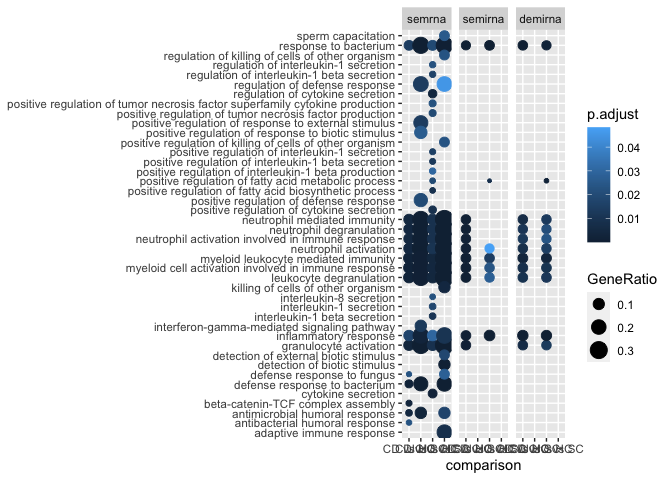 semrna semirna demirna
sperm capacitation
response to bacterium
regulation of killing of cells of other organism
regulation of interleukin-1 secretion
regulation of interleukin-1 beta secretion
regulation of defense response
regulation of cytokine secretion
positive regulation of tumor necrosis factor superfamily cytokine production
positive regulation of tumor necrosis factor production
positive regulation of response to external stimulus
positive regulation of response to biotic stimulus
positive regulation of killing of cells of other organism
positive regulation of interleukin-1 secretion
positive regulation of interleukin-1 beta secretion
positive regulation of interleukin-1 beta production
positive regulation of fatty acid metabolic process
positive regulation of fatty acid biosynthetic process
positive regulation of defense response
positive regulation of cytokine secretion
neutrophil mediated immunity
neutrophil degranulation
neutrophil activation involved in immune response
neutrophil activation
myeloid leukocyte mediated immunity
myeloid cell activation involved in immune response
leukocyte degranulation
killing of cells of other organism
interleukin-8 secretion
interleukin-1 secretion
interleukin-1 beta secretion
interferon-gamma-mediated signaling pathway
inflammatory response
granulocyte activation
detection of external biotic stimulus
detection of biotic stimulus
defense response to fungus
defense response to bacterium
cytokine secretion
beta-catenin-TCF complex assembly
antimicrobial humoral response
antibacterial humoral response
adaptive immune response
comparison
p.adjust
0.04
0.03
0.02
0.01
GeneRatio
0.1
0.2
0.3